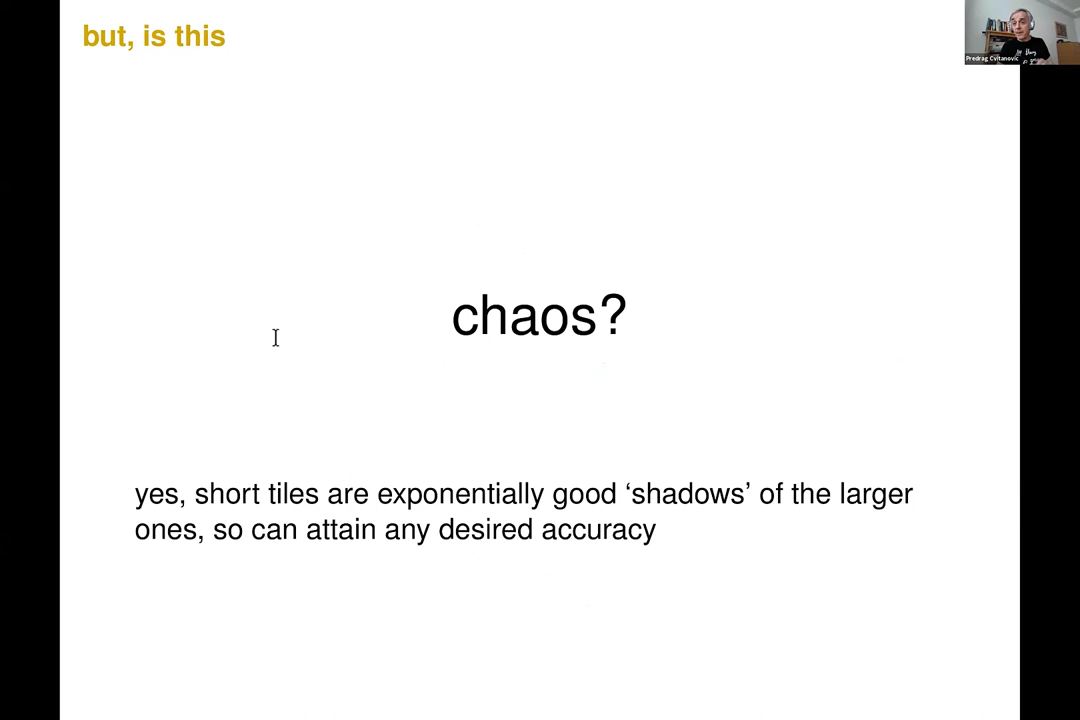 but, is this
Predrag Cvitanovic
chaos?
yes, short tiles are exponentially good ‘shadows’ of the larger
ones, so can attain any desired accuracy